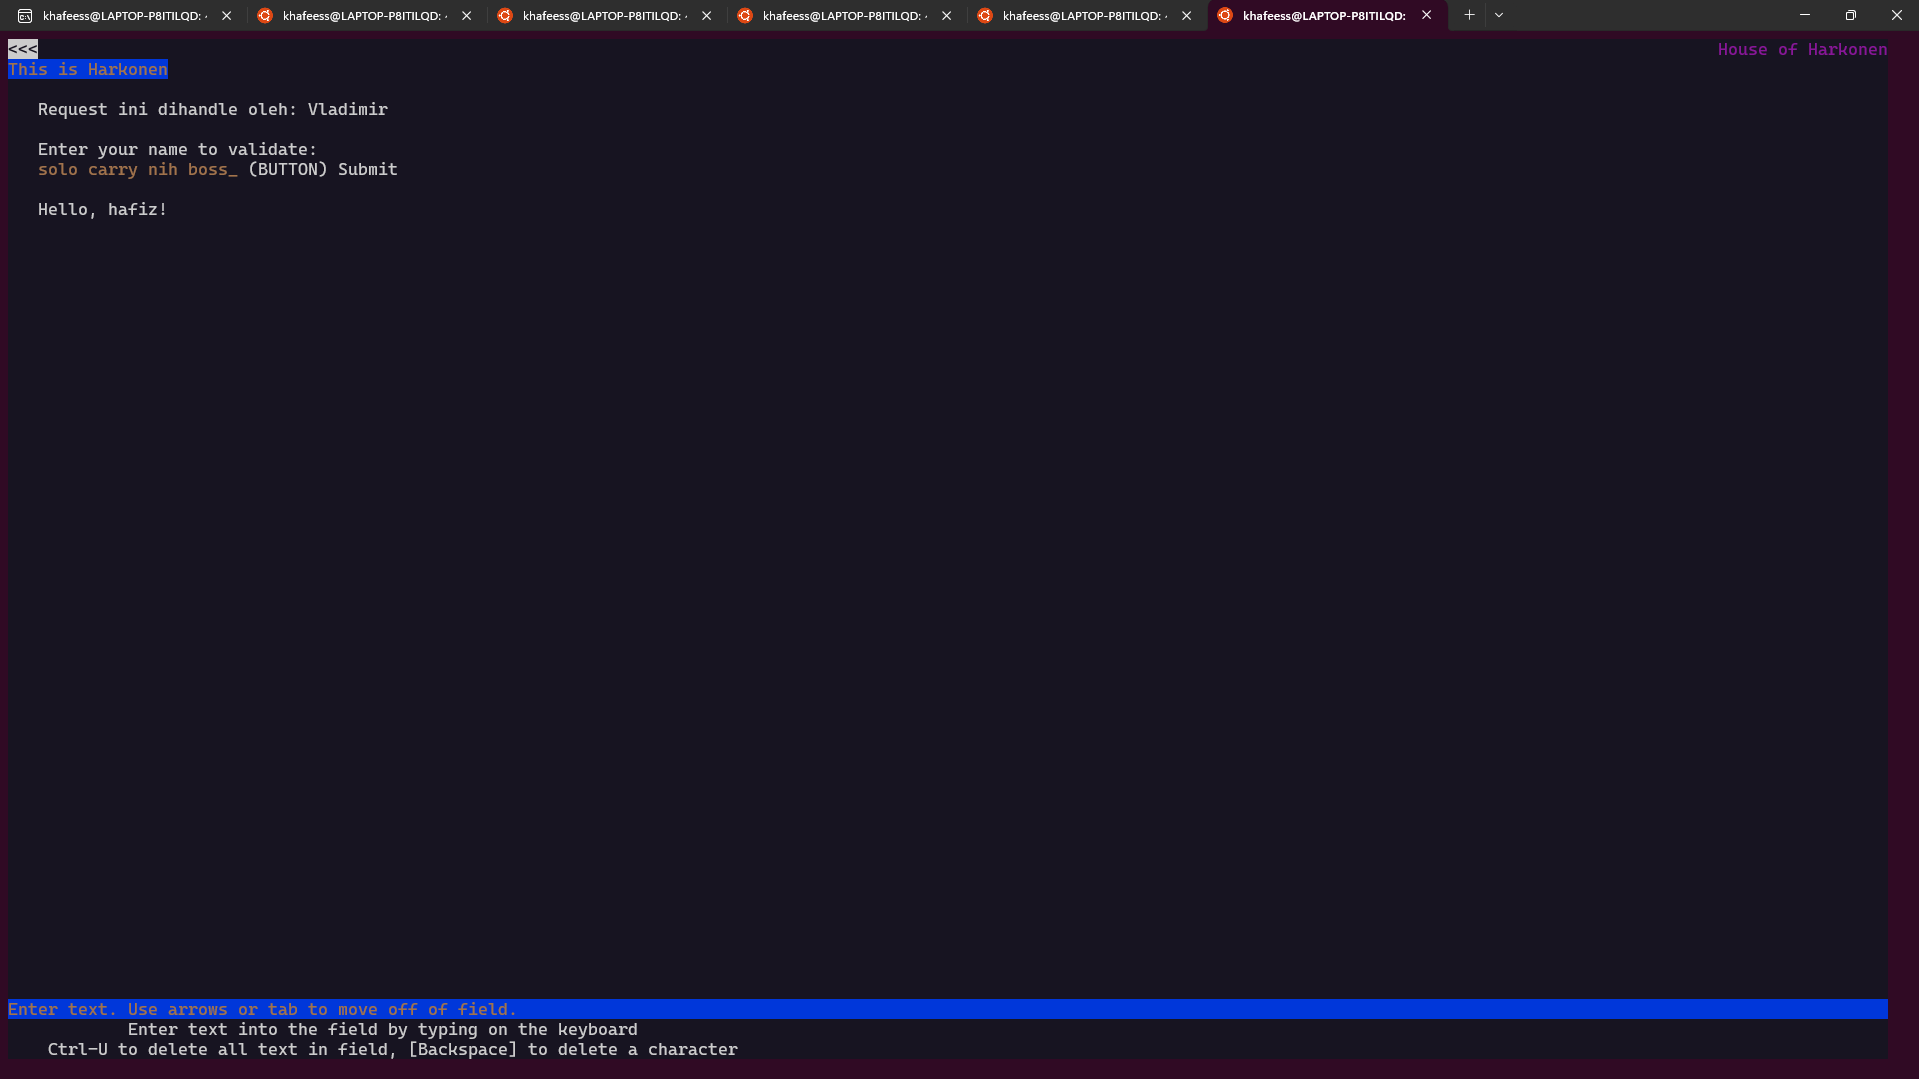 khafeess@LAPTOP-P8ITILQD: khafeess@LAPTOP-P8ITILQD: khafeess@LAPTOP-P8ITILQD: khafeess@LAPTOP-P8ITILQD: khafeess@LAPTOP-P8ITILQD: khafeess@LAPTOP-P8ITILQD:
<<< House of Harkonen
This is Harkonen
Request ini dihandle oleh: Vladimir
Enter your name to validate:
solo carry nih boss_ (BUTTON) Submit
Hello, hafiz!
Enter text. Use arrows or tab to move off of field.
Enter text into the field by typing on the keyboard
Ctrl-U to delete all text in field, [Backspace] to delete a character